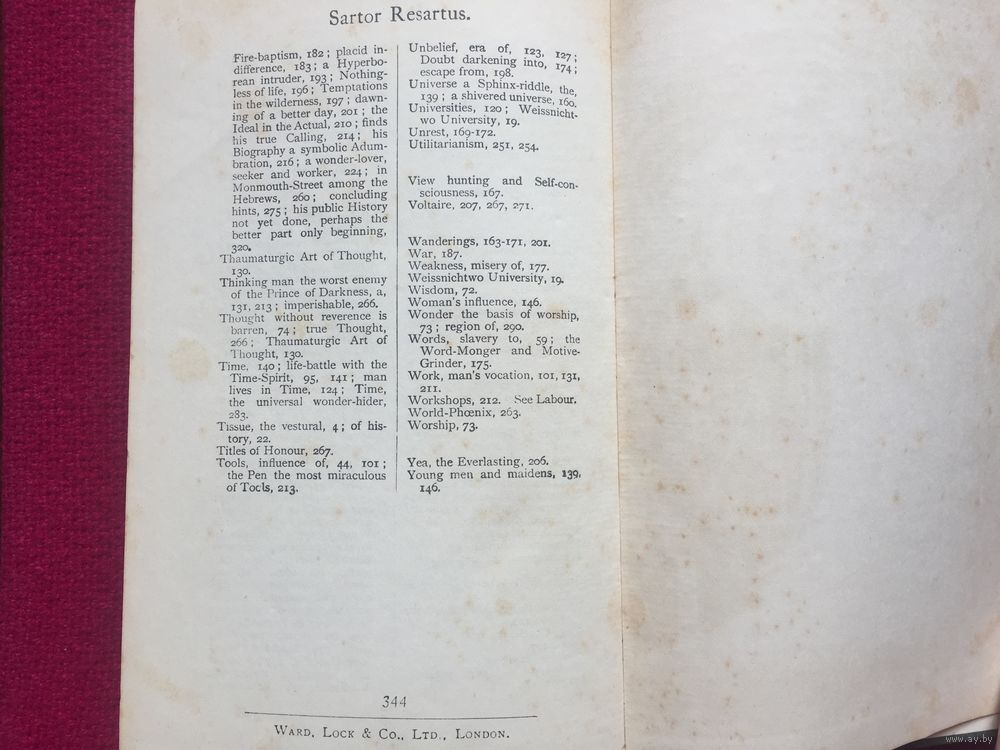 Sartor Resartus.
Fire-baptism, 182 ; placid in-
difference, 183 ; a Hyperbo-
rean intruder, 193 ; Nothing-
less of life, 196 ; Temptations
in the wilderness, 197 ; dawn-
ing of a better day, 201 ; the
Ideal in the Actual, 210 ; finds
his true Calling, 214 ; his
Biography a symbolic Adum-
bration, 216 ; a wonder-lover,
seeker and worker, 224 ; in
Monmouth-Street among the
Hebrews, 260 ; concluding
hints, 275 ; his public History
not yet done, perhaps the
better part only beginning,
320.
Thaumaturgic Art of Thought,
130.
Thinking man the worst enemy
of the Prince of Darkness, a,
131, 213 ; imperishable, 266.
Thought without reverence is
barren, 74 ; true Thought,
266 ; Thaumaturgic Art of
Thought, 130.
Time, 140 ; life-battle with the
Time-Spirit, 95, 141 ; man
lives in Time, 124 ; Time,
the universal wonder-hider,
283.
Tissue, the vestural, 4 ; of his-
tory, 22.
Titles of Honour, 267.
Tools, influence of, 44, 101 ;
the Pen the most miraculous
of Tools, 213.
Unbelief, era of, 123, 127 ;
Doubt darkening into, 174 ;
escape from, 198.
Universe a Sphinx-riddle, the,
139 ; a shivered universe, 160.
Universities, 120 ; Weissnicht-
wo University, 19.
Unrest, 169-172.
Utilitarianism, 251, 254.
View hunting and Self-con-
sciousness, 167.
Voltaire, 207, 267, 271.
Wanderings, 163-171, 201.
War, 187.
Weakness, misery of, 177.
Weissnichtwo University, 19.
Wisdom, 72.
Woman's influence, 146.
Wonder the basis of worship,
73 ; region of, 290.
Words, slavery to, 59 ; the
Word-Monger and Motive-
Grinder, 175.
Work, man's vocation, 101, 131,
211.
Workshops, 212. See Labour.
World-Phœnix, 263.
Worship, 73.
Yea, the Everlasting, 206.
Young men and maidens, 139,
146.
344
WARD, LOCK & CO., LTD., LONDON.
www.ay.by